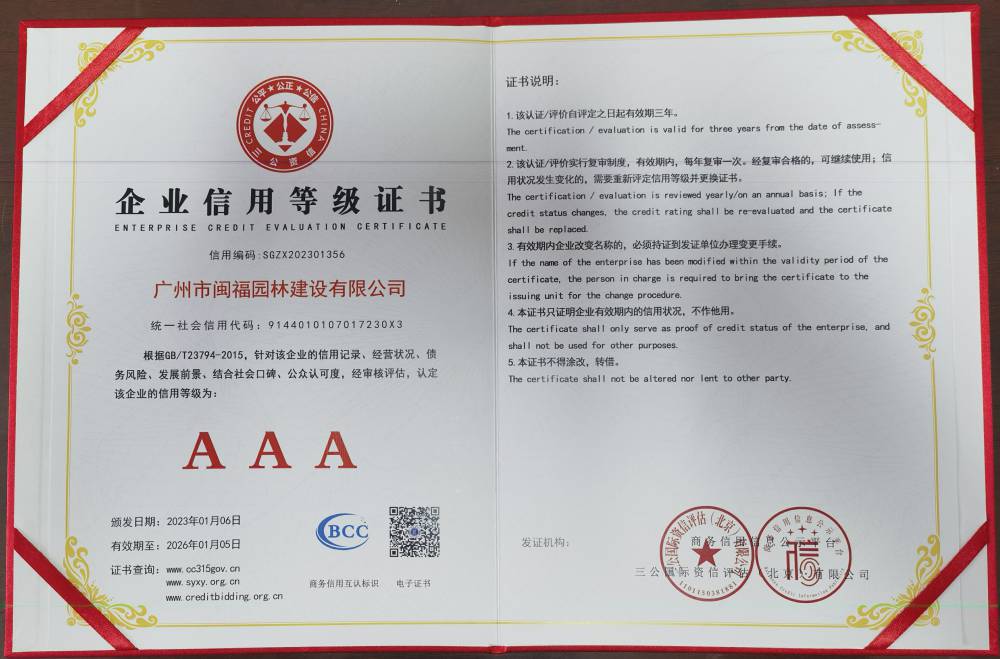 公平★公正★公信
CREDIT CHINA
三公资信
企业信用等级证书
ENTERPRISE CREDIT EVALUATION CERTIFICATE
信用编码:SGZX202301356
广州市闽福园林建设有限公司
统一社会信用代码：9144010107017230X3
根据GB/T23794-2015，针对该企业的信用记录、经营状况、债
务风险、发展前景、结合社会口碑、公众认可度，经审核评估，认定
该企业的信用等级为：
AAA
颁发日期：2023年01月06日
有效期至：2026年01月05日
证书查询：www.cc315gov.cn
www.syxy.org.cn
www.creditbidding.org.cn
BCC
商务信用互认标识
电子证书
证书说明：
1. 该认证/评价自评定之日起有效期三年。
The certification / evaluation is valid for three years from the date of assess-
ment.
2. 该认证/评价实行复审制度，有效期内，每年复审一次。经复审合格的，可继续使用；信
用状况发生变化的，需要重新评定信用等级并更换证书。
The certification / evaluation is reviewed yearly/on an annual basis; If the
credit status changes, the credit rating shall be re-evaluated and the certificate
shall be replaced.
3. 有效期内企业改变名称的，必须持证到发证单位办理变更手续。
If the name of the enterprise has been modified within the validity period of the
certificate, the person in charge is required to bring the certificate to the
issuing unit for the change procedure.
4. 本证书只证明企业有效期内的信用状况，不作他用。
The certificate shall only serve as proof of credit status of the enterprise, and
shall not be used for other purposes.
5. 本证书不得涂改，转借。
The certificate shall not be altered nor lent to other party.
发证机构：
商务信用信息公示平台
三公国际资信评估（北京）有限公司
1101150381881
信